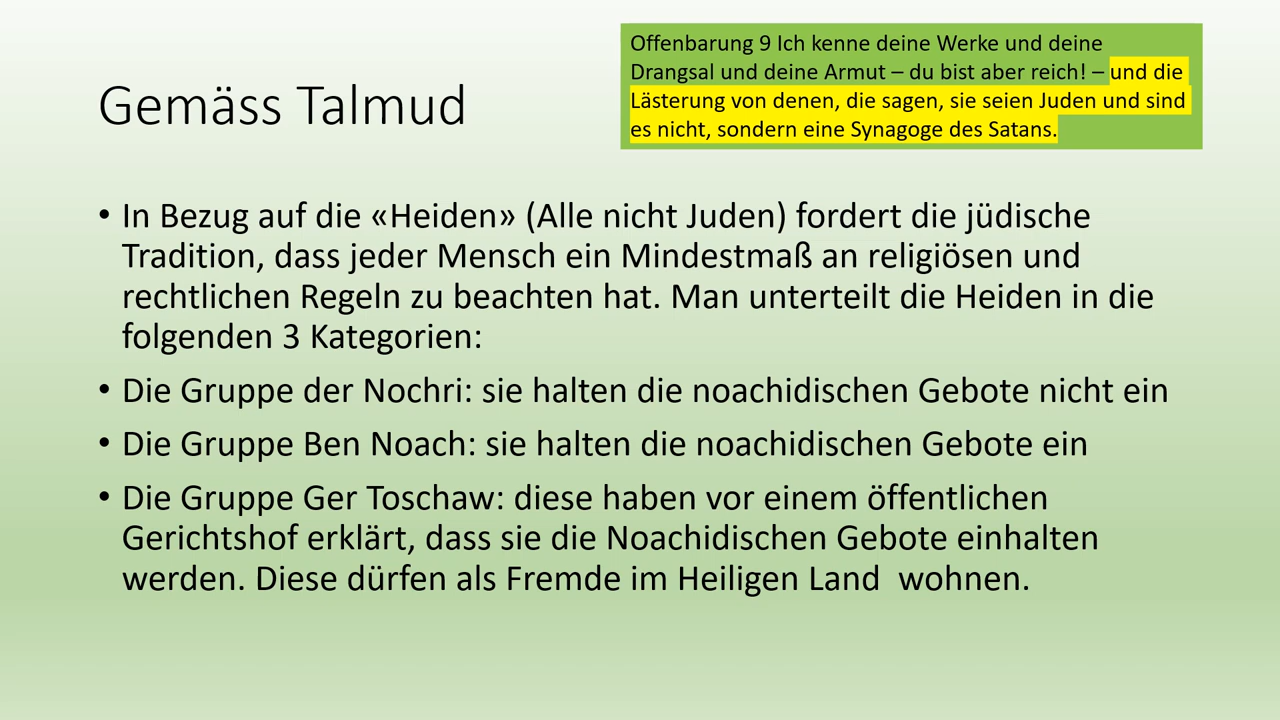 Gemäss Talmud
Offenbarung 9 Ich kenne deine Werke und deine
Drangsal und deine Armut – du bist aber reich! – und die
Lästerung von denen, die sagen, sie seien Juden und sind
es nicht, sondern eine Synagoge des Satans.
• In Bezug auf die «Heiden» (Alle nicht Juden) fordert die jüdische
Tradition, dass jeder Mensch ein Mindestmaß an religiösen und
rechtlichen Regeln zu beachten hat. Man unterteilt die Heiden in die
folgenden 3 Kategorien:
• Die Gruppe der Nochri: sie halten die noachidischen Gebote nicht ein
• Die Gruppe Ben Noach: sie halten die noachidischen Gebote ein
• Die Gruppe Ger Toschaw: diese haben vor einem öffentlichen
Gerichtshof erklärt, dass sie die Noachidischen Gebote einhalten
werden. Diese dürfen als Fremde im Heiligen Land  wohnen.